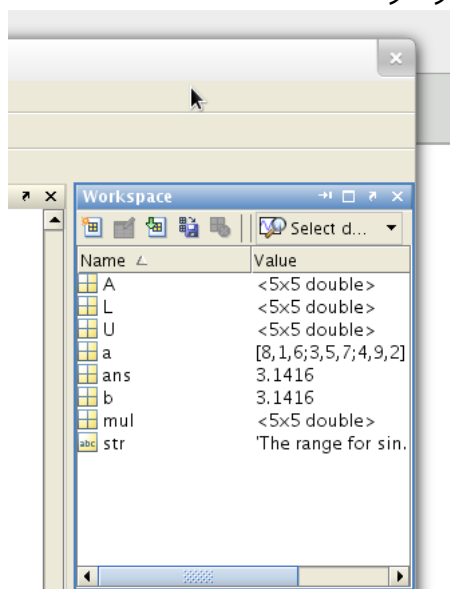 Workspace
Select d...
Name Value
A <5x5 double>
L <5x5 double>
U <5x5 double>
a [8,1,6;3,5,7;4,9,2]
ans 3.1416
b 3.1416
mul <5x5 double>
abc str 'The range for sin.